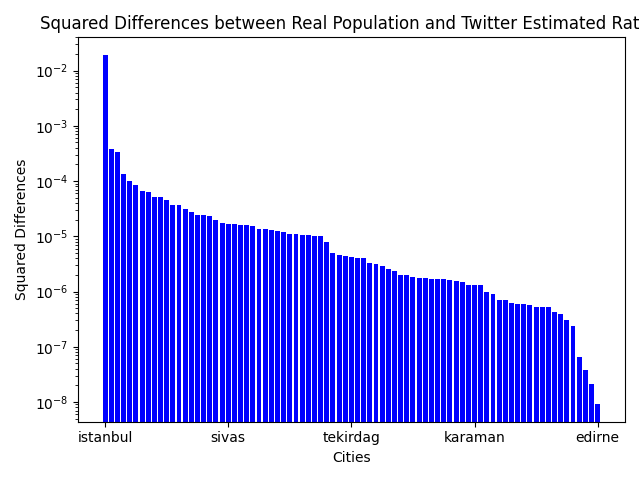 Squared Differences between Real Population and Twitter Estimated Rat
10⁻²
10⁻³
10⁻⁴
10⁻⁵
10⁻⁶
10⁻⁷
10⁻⁸
Squared Differences
istanbul sivas tekirdag karaman edirne
Cities